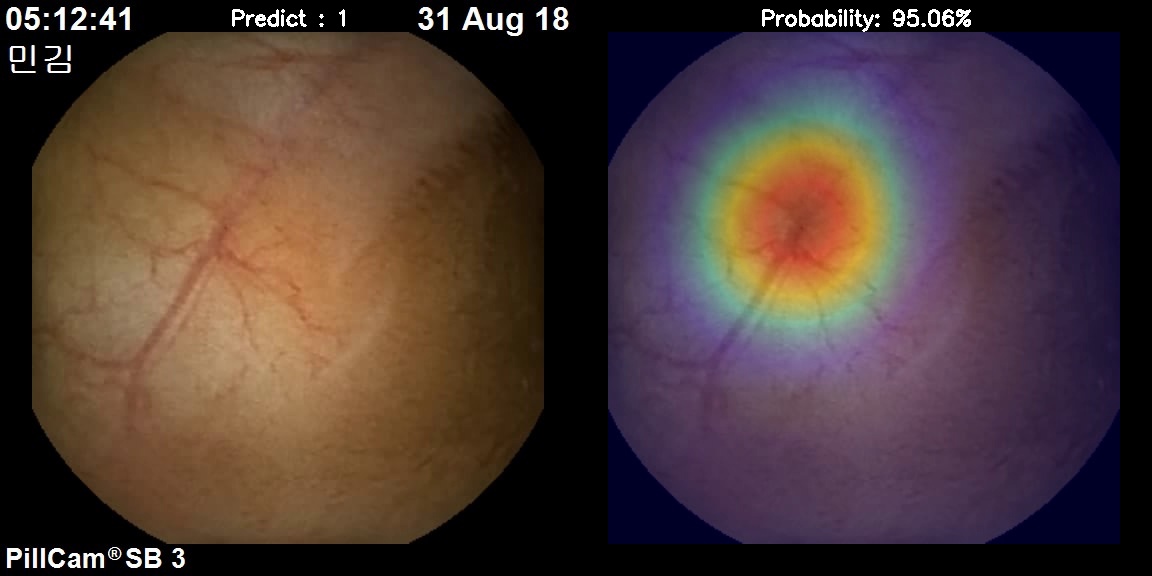 05:12:41 Predict : 1 31 Aug 18 Probability: 95.06%
민김
PillCam® SB 3